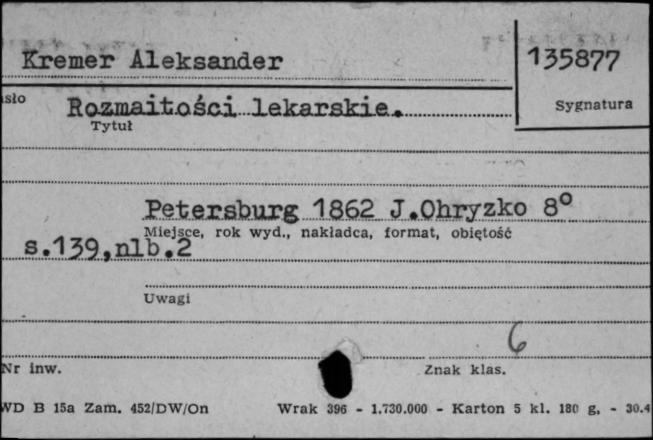 Kremer Aleksander
135877
Sygnatura
asło
Rozmaitości lekarskie.
Tytuł
Petersburg 1862 J.Ohryzko 8°
Miejsce, rok wyd., nakładca, format, obiętość
s.139,nlb.2
Uwagi
6
Nr inw.
Znak klas.
WD B 15a Zam. 452/DW/On
Wrak 396 - 1.730.000 - Karton 5 kl. 180 g. - 30.4